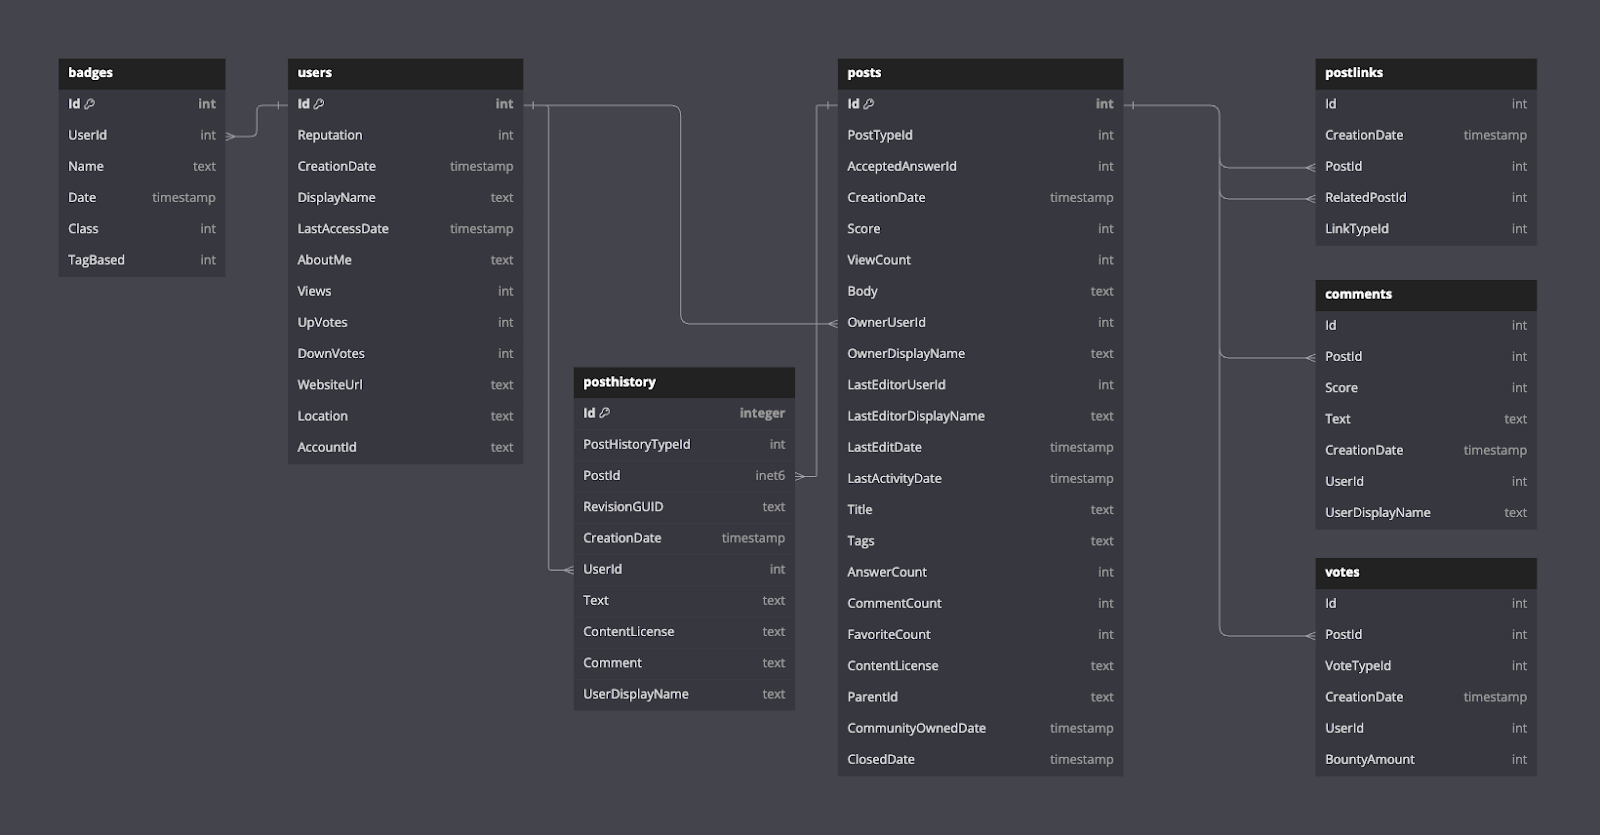 badges
Id int
UserId int
Name text
Date timestamp
Class int
TagBased int
users
Id int
Reputation int
CreationDate timestamp
DisplayName text
LastAccessDate timestamp
AboutMe text
Views int
UpVotes int
DownVotes int
WebsiteUrl text
Location text
AccountId text
posthistory
Id integer
PostHistoryTypeId int
PostId inet6
RevisionGUID text
CreationDate timestamp
UserId int
Text text
ContentLicense text
Comment text
UserDisplayName text
posts
Id int
PostTypeId int
AcceptedAnswerId int
CreationDate timestamp
Score int
ViewCount int
Body text
OwnerUserId int
OwnerDisplayName text
LastEditorUserId int
LastEditorDisplayName text
LastEditDate timestamp
LastActivityDate timestamp
Title text
Tags text
AnswerCount int
CommentCount int
FavoriteCount int
ContentLicense text
ParentId text
CommunityOwnedDate timestamp
ClosedDate timestamp
postlinks
Id int
CreationDate timestamp
PostId int
RelatedPostId int
LinkTypeId int
comments
Id int
PostId int
Score int
Text text
CreationDate timestamp
UserId int
UserDisplayName text
votes
Id int
PostId int
VoteTypeId int
CreationDate timestamp
UserId int
BountyAmount int